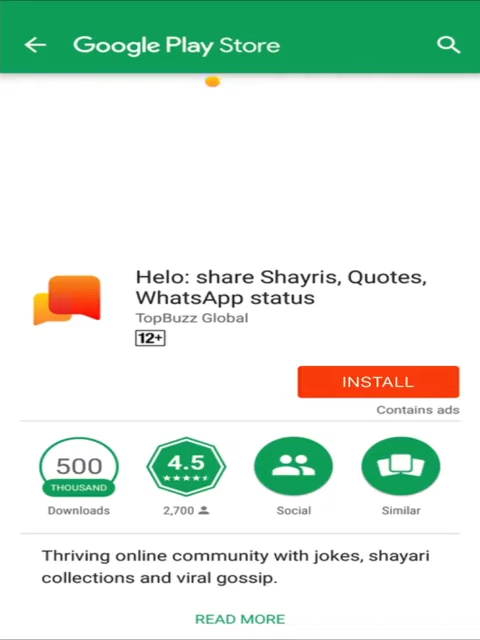 Google Play Store
Helo: share Shayris, Quotes,
WhatsApp status
TopBuzz Global
12+
INSTALL
Contains ads
500
THOUSAND
4.5
Downloads
2,700
Social
Similar
Thriving online community with jokes, shayari
collections and viral gossip.
READ MORE